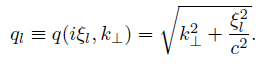 $q_l \equiv q(i\xi_l, k_\perp) = \sqrt{k_\perp^2 + \frac{\xi_l^2}{c^2}}.$